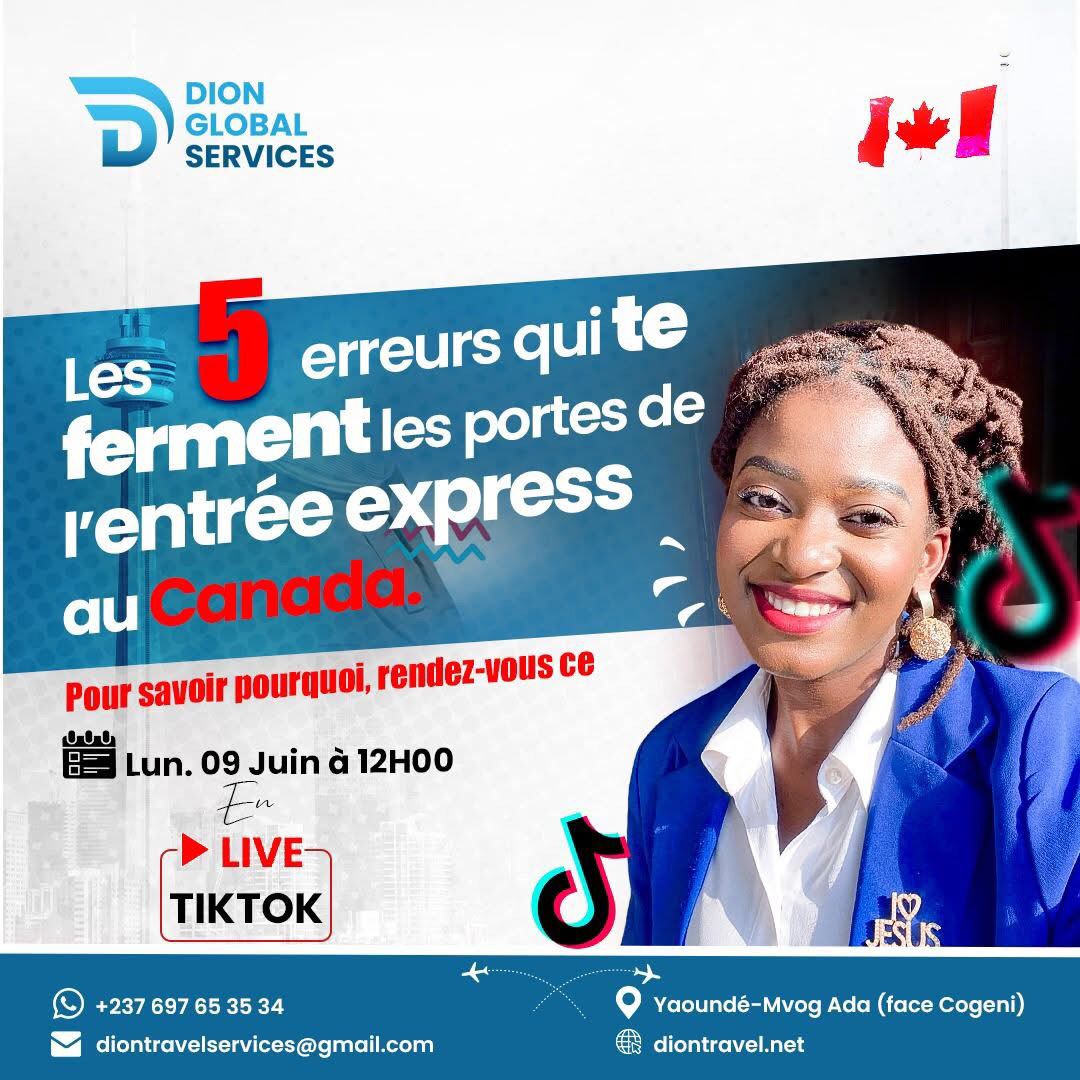 DION
GLOBAL
SERVICES
Les 5 erreurs qui te
ferment les portes de
l'entrée express
au Canada.
Pour savoir pourquoi, rendez-vous ce
Lun. 09 Juin à 12H00
En
LIVE
TIKTOK
I
JESUS
+237 697 65 35 34
Yaoundé-Mvog Ada (face Cogeni)
diontravelservices@gmail.com
diontravel.net